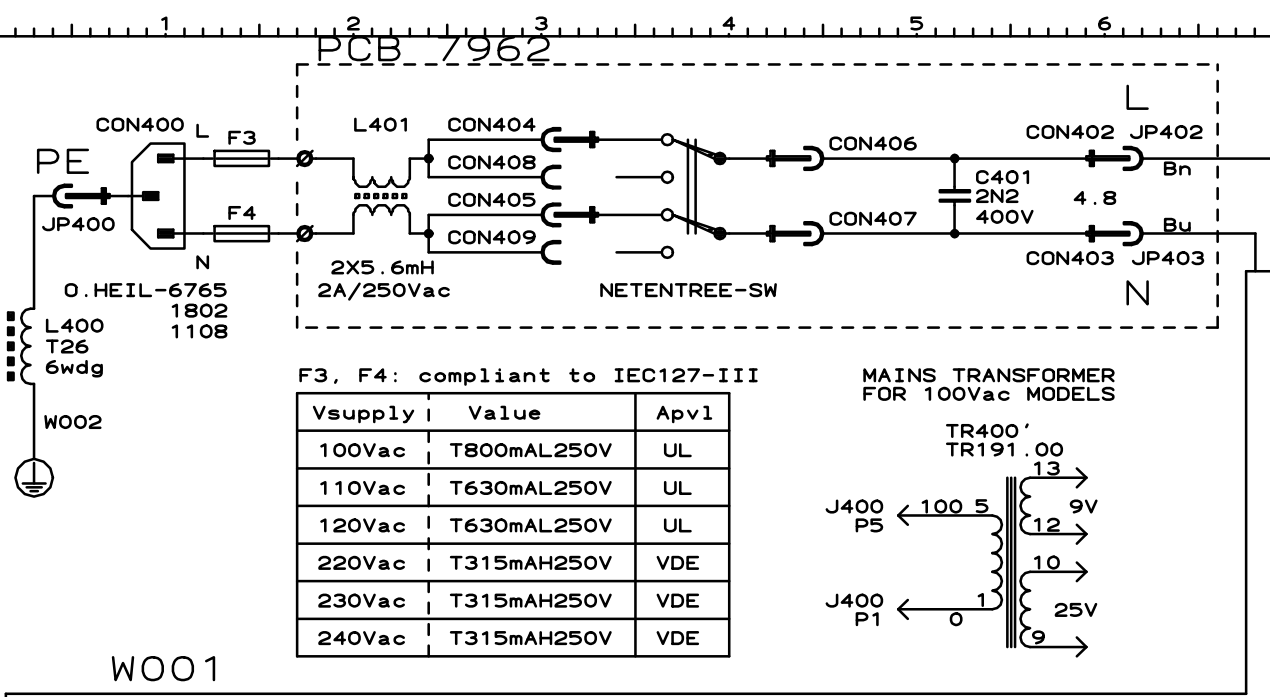 1 2 3 4 5 6
PCB 7962
L
CON400
L
F3
L401
CON404
CON406
CON402 JP402
PE
CON408
Bn
C401
2N2
400V
4.8
JP400
F4
CON405
CON407
Bu
CON409
N
2X5.6mH
2A/250Vac
NETENTREE-SW
CON403 JP403
N
O.HEIL-6765
1802
1108
L400
T26
6wdg
W002
F3, F4: compliant to IEC127-III
Vsupply Value Apvl
100Vac T800mAL250V UL
110Vac T630mAL250V UL
120Vac T630mAL250V UL
220Vac T315mAH250V VDE
230Vac T315mAH250V VDE
240Vac T315mAH250V VDE
MAINS TRANSFORMER
FOR 100Vac MODELS
TR400'
TR191.00
13
J400
P5
100 5
9V
12
10
J400
P1
1
0
25V
9
W001